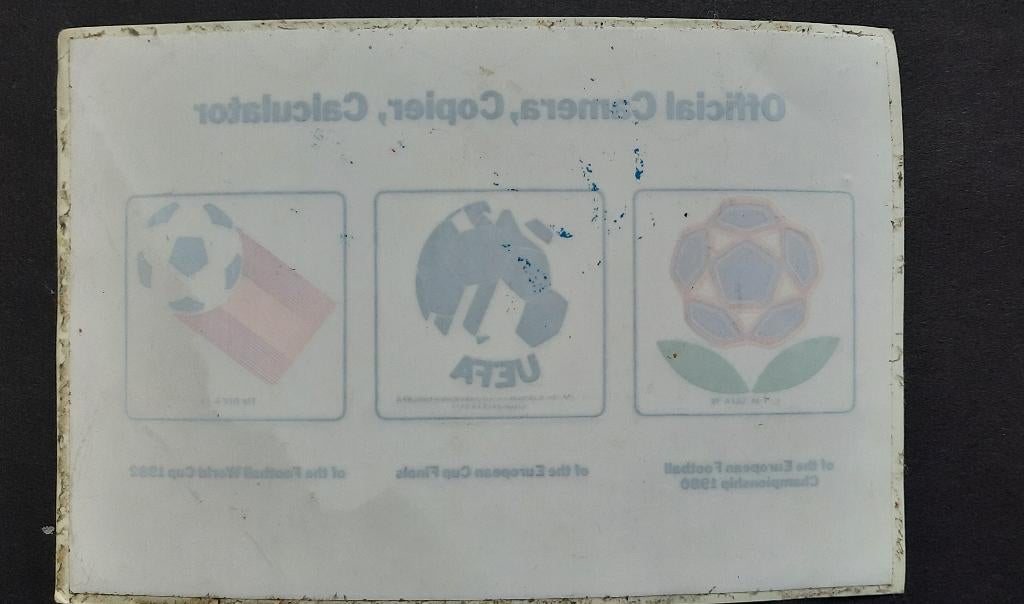 Official Camera, Copier, Calculator
UEFA
of the European Football
Championship 1980
of the European Cup Finals
of the Football World Cup 1982